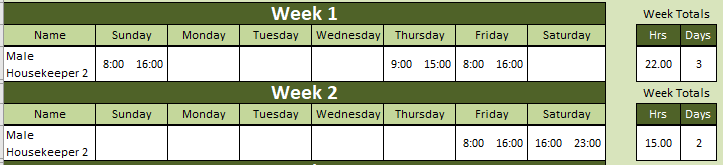 Week 1
Week Totals
Name Sunday Monday Tuesday Wednesday Thursday Friday Saturday Hrs Days
Male
Housekeeper 2 8:00 16:00 9:00 15:00 8:00 16:00 22.00 3
Week 2
Week Totals
Name Sunday Monday Tuesday Wednesday Thursday Friday Saturday Hrs Days
Male
Housekeeper 2 8:00 16:00 16:00 23:00 15.00 2